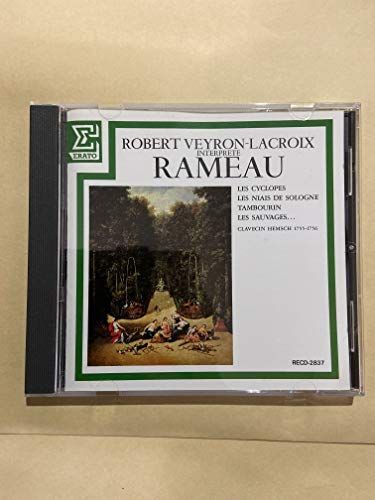 ERATO
ROBERT VEYRON-LACROIX
INTERPRETE
RAMEAU
LES CYCLOPES
LES NIAIS DE SOLOGNE
TAMBOURIN
LES SAUVAGES...
CLAVECIN HEMSCH 1755-1756
RECD-2837